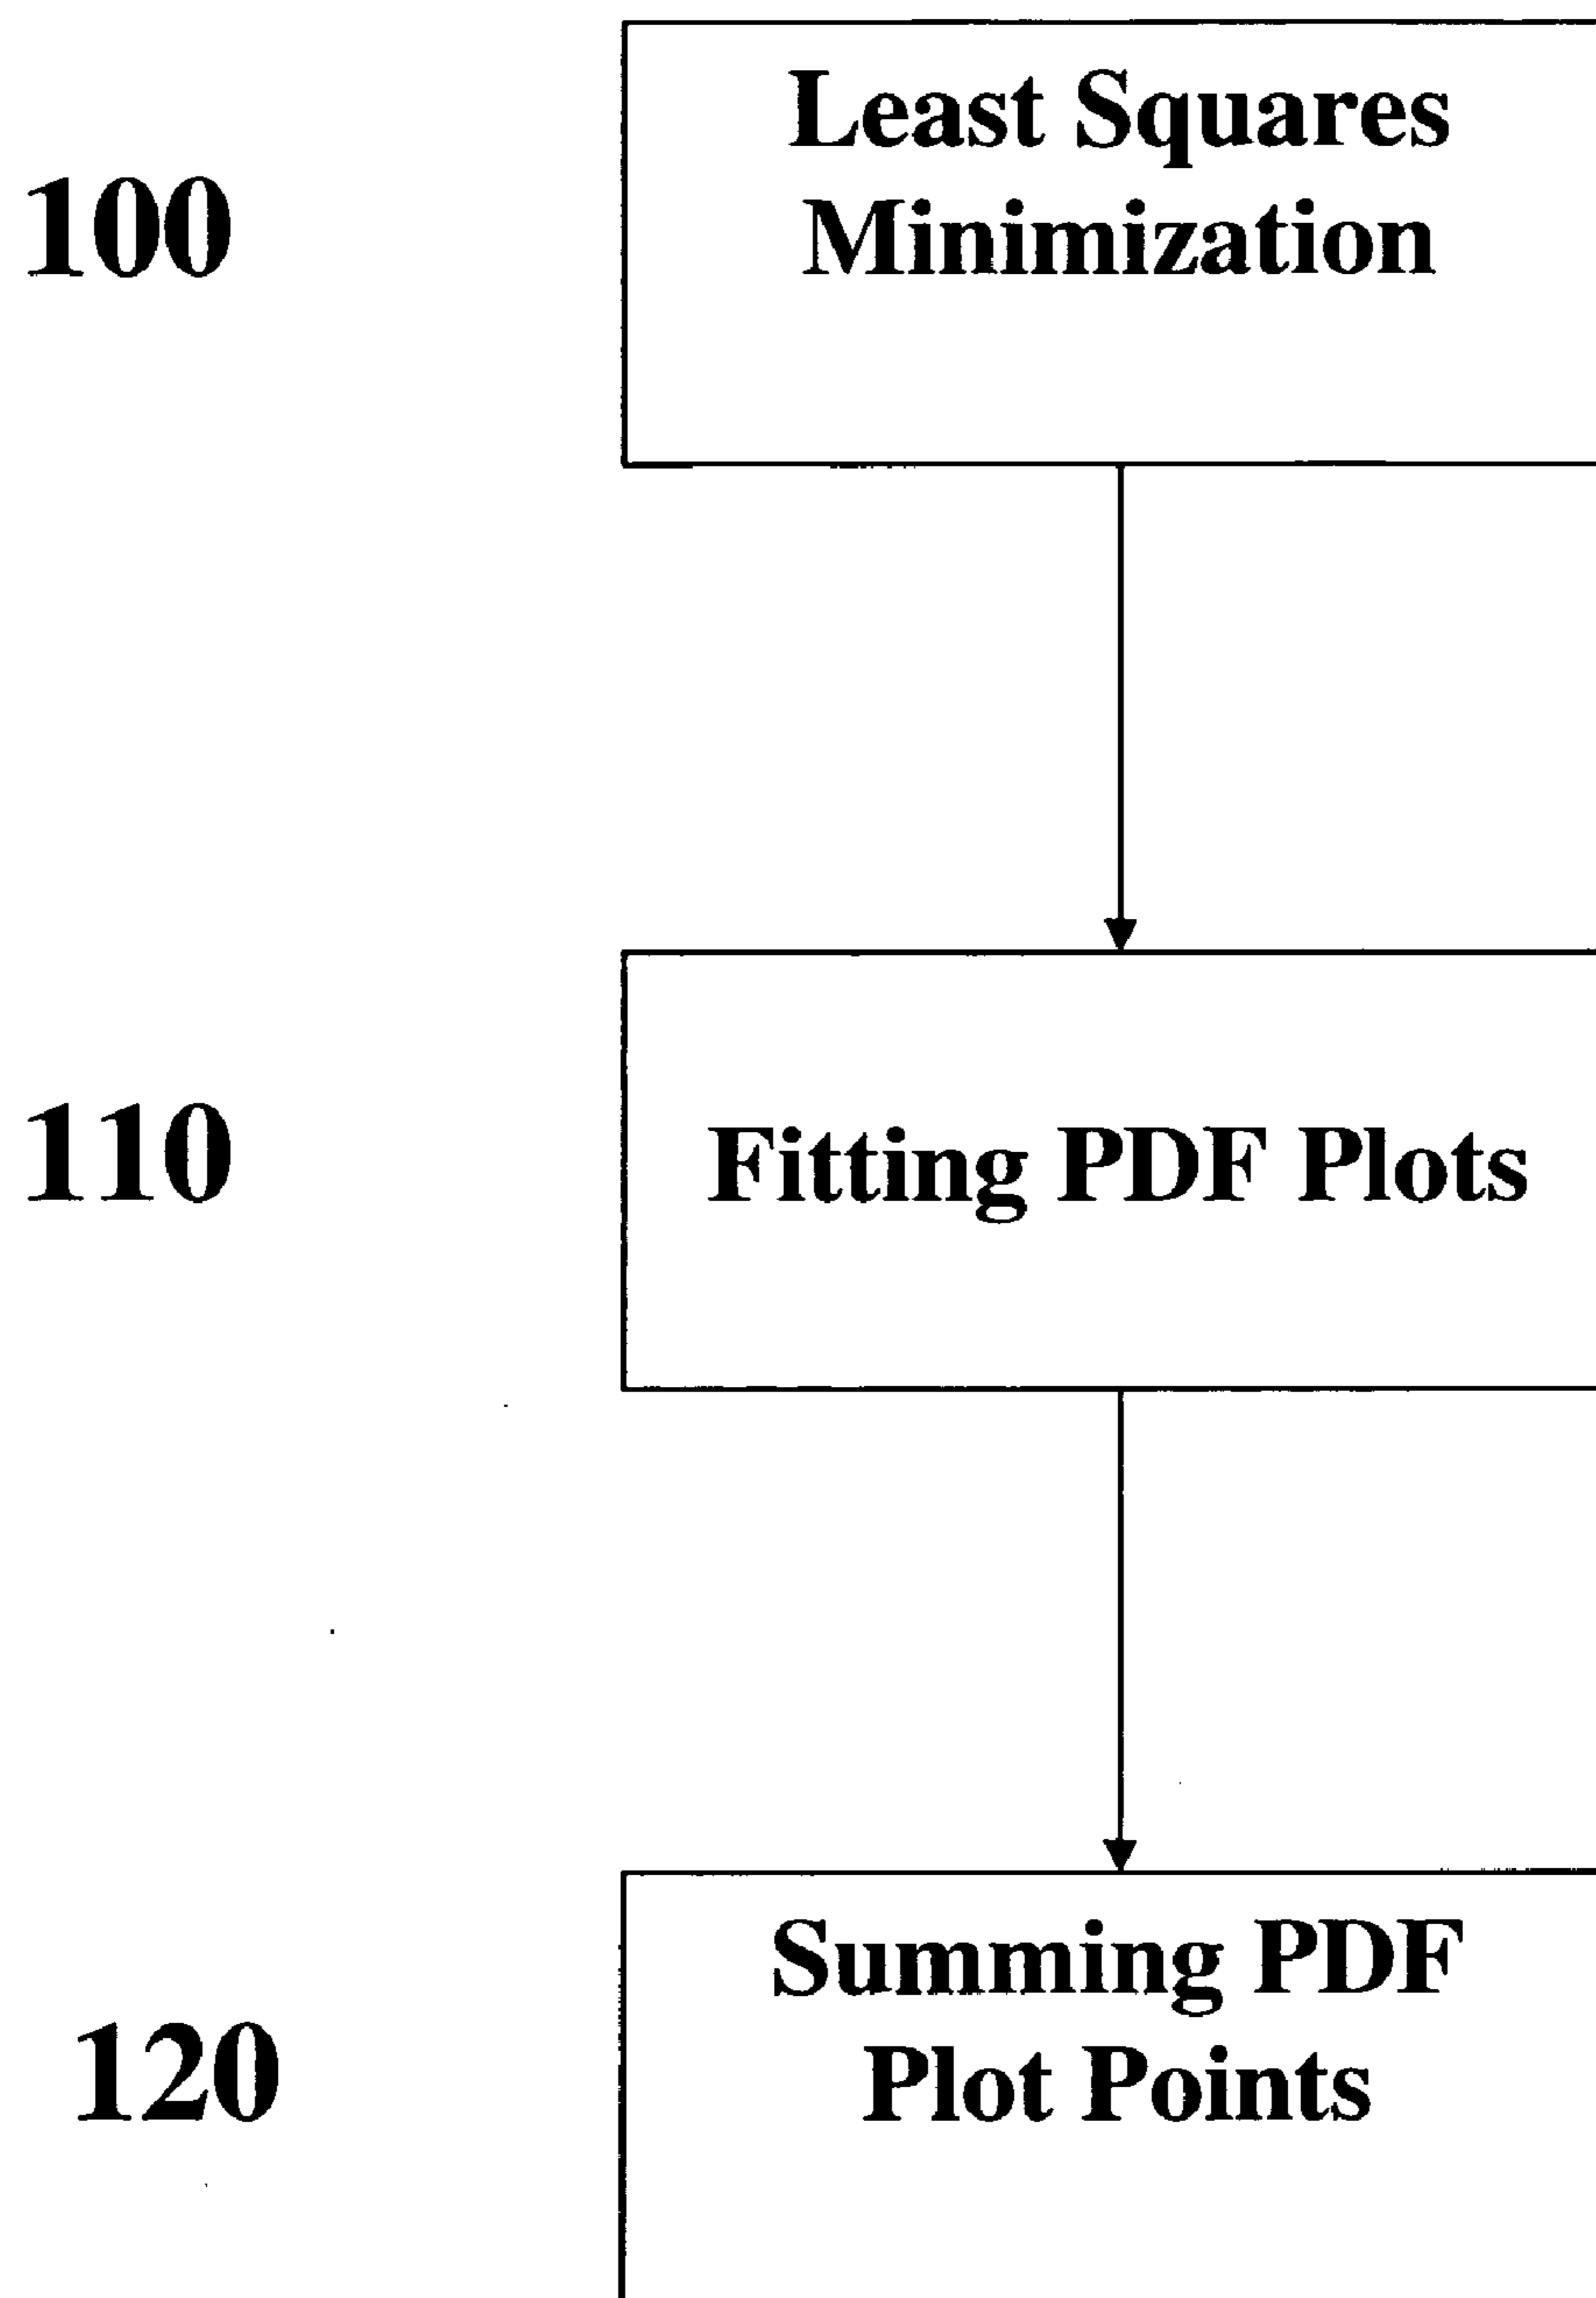 100
Least Squares
Minimization
110
Fitting PDF Plots
120
Summing PDF
Plot Points